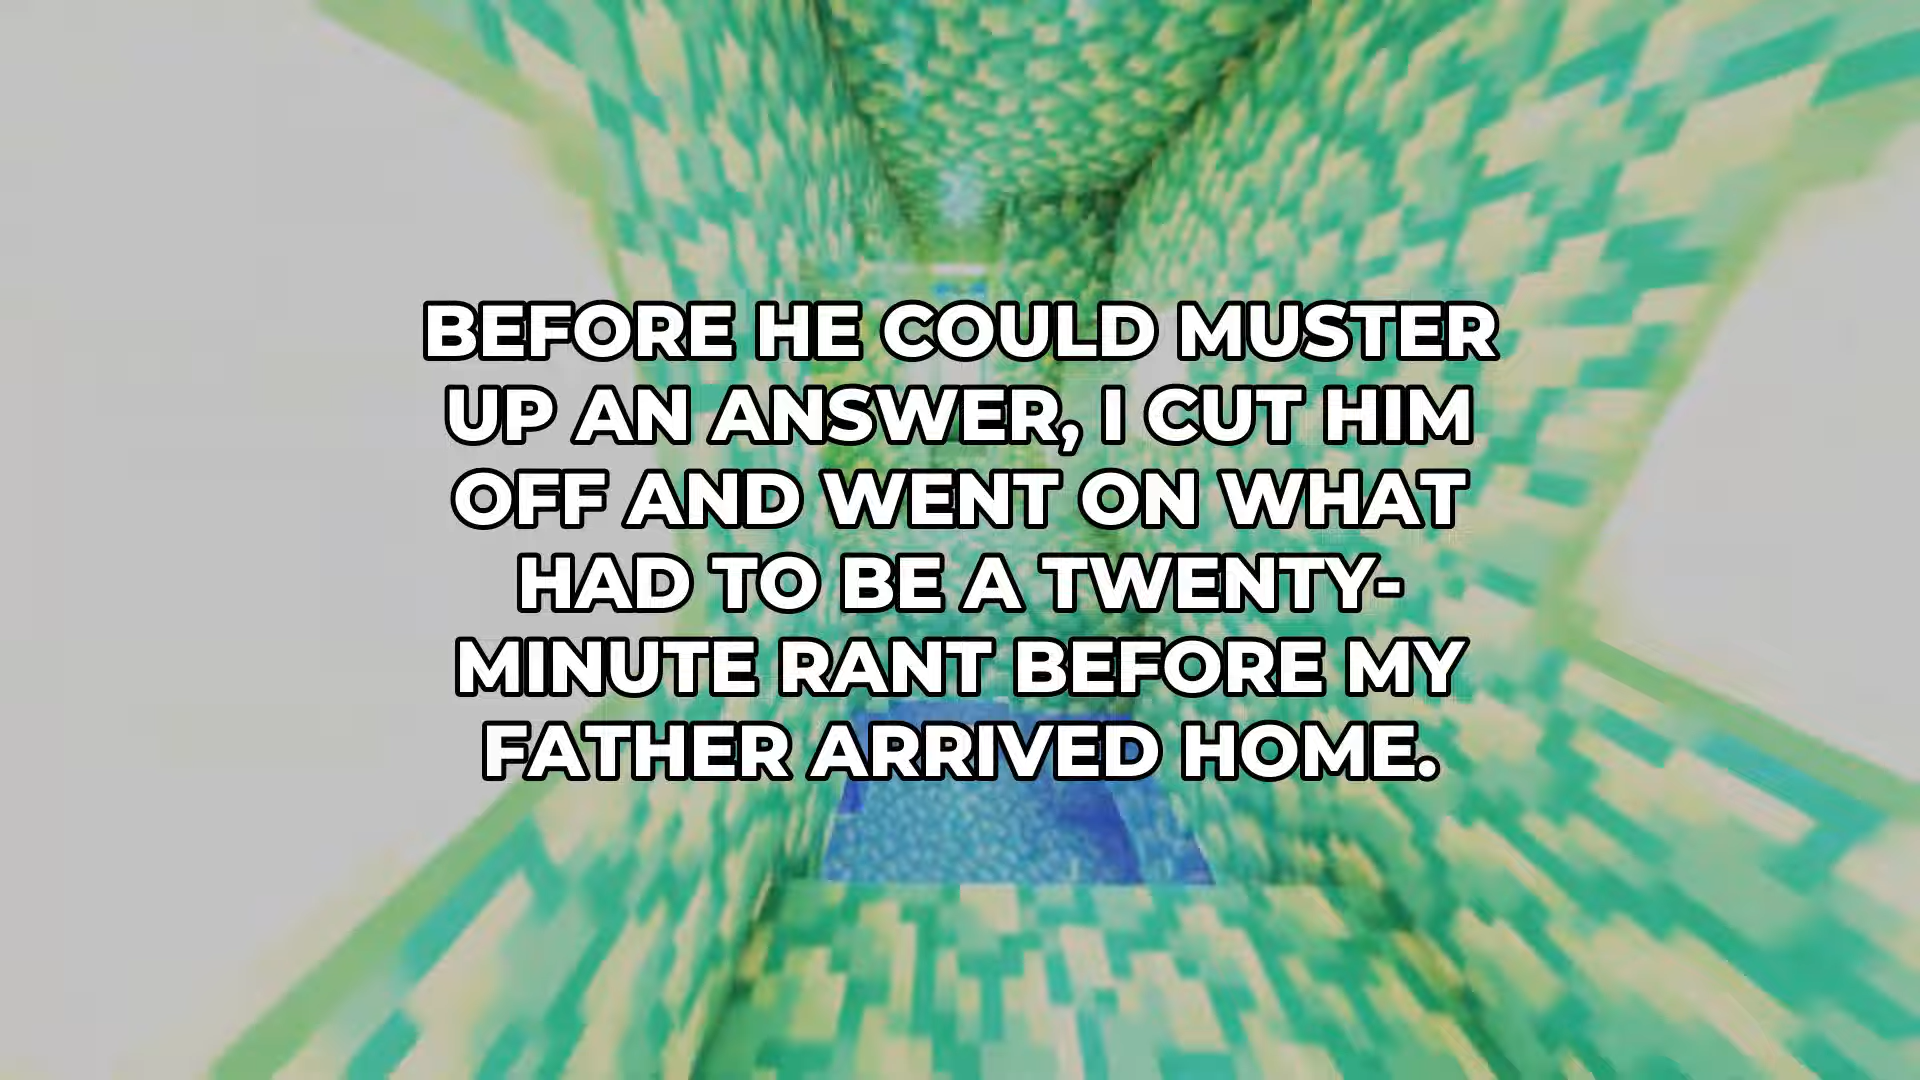 BEFORE HE COULD MUSTER
UP AN ANSWER, I CUT HIM
OFF AND WENT ON WHAT
HAD TO BE A TWENTY-
MINUTE RANT BEFORE MY
FATHER ARRIVED HOME.